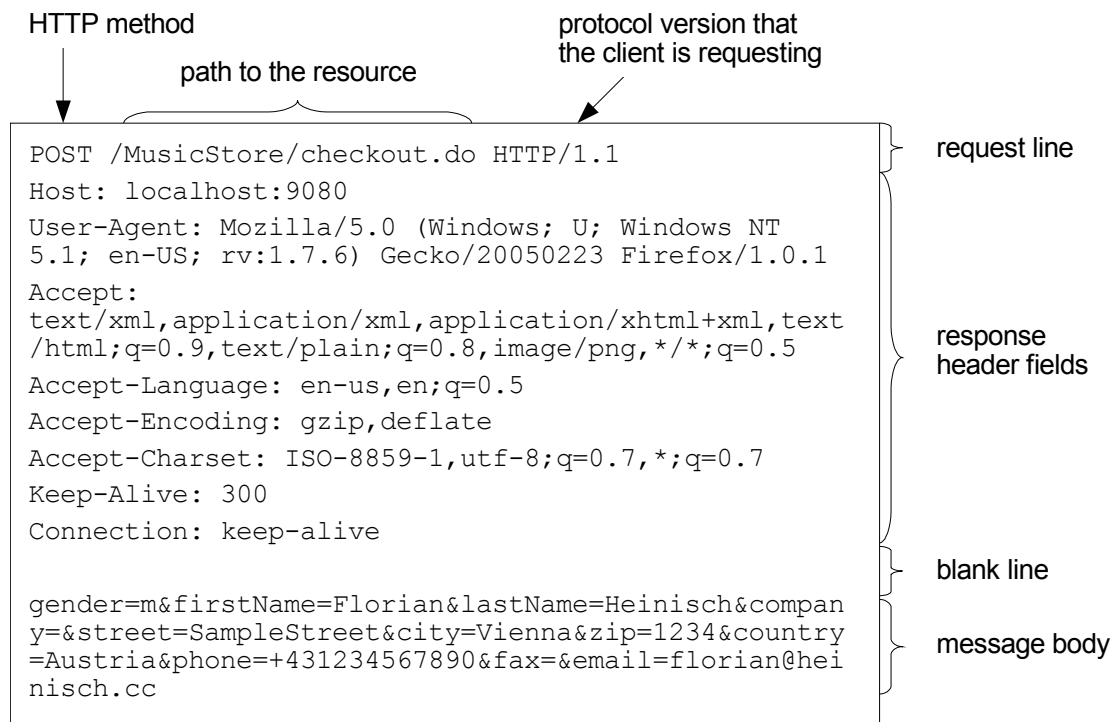 HTTP method
protocol version that
the client is requesting
path to the resource
POST /MusicStore/checkout.do HTTP/1.1
request line
Host: localhost:9080
User-Agent: Mozilla/5.0 (Windows; U; Windows NT
5.1; en-US; rv:1.7.6) Gecko/20050223 Firefox/1.0.1
Accept:
text/xml,application/xml,application/xhtml+xml,text
/html;q=0.9,text/plain;q=0.8,image/png,*/*;q=0.5
response
header fields
Accept-Language: en-us,en;q=0.5
Accept-Encoding: gzip,deflate
Accept-Charset: ISO-8859-1,utf-8;q=0.7,*;q=0.7
Keep-Alive: 300
Connection: keep-alive
blank line
gender=m&firstName=Florian&lastName=Heinisch&compan
y=&street=SampleStreet&city=Vienna&zip=1234&country
=Austria&phone=+431234567890&fax=&email=florian@hei
nisch.cc
message body